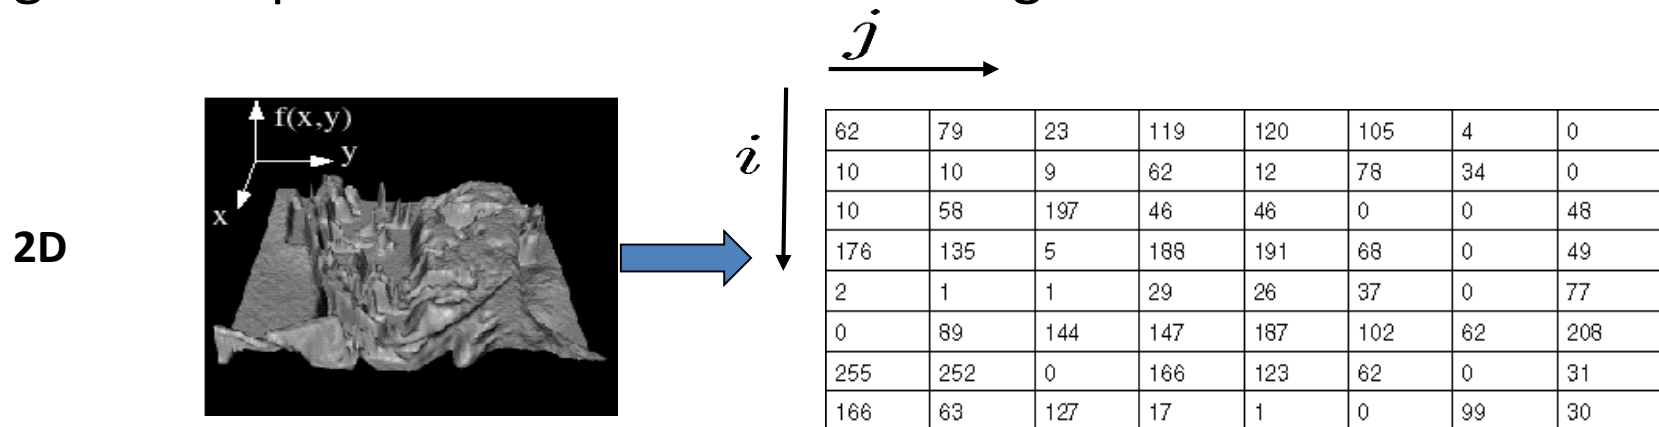 j
f(x,y)
y
x
i
2D
62 79 23 119 120 105 4 0
10 10 9 62 12 78 34 0
10 58 197 46 46 0 0 48
176 135 5 188 191 68 0 49
2 1 1 29 26 37 0 77
0 89 144 147 187 102 62 208
255 252 0 166 123 62 0 31
166 63 127 17 1 0 99 30